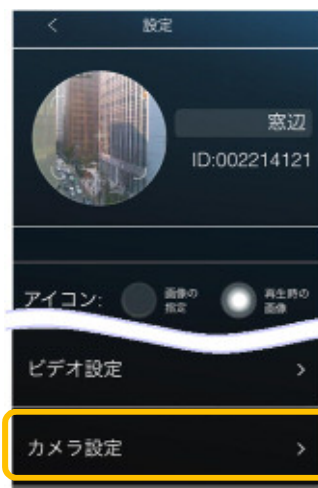 < 設定
窓辺
ID:002214121
アイコン: 画像の指定 再生時の画像
ビデオ設定 >
カメラ設定 >